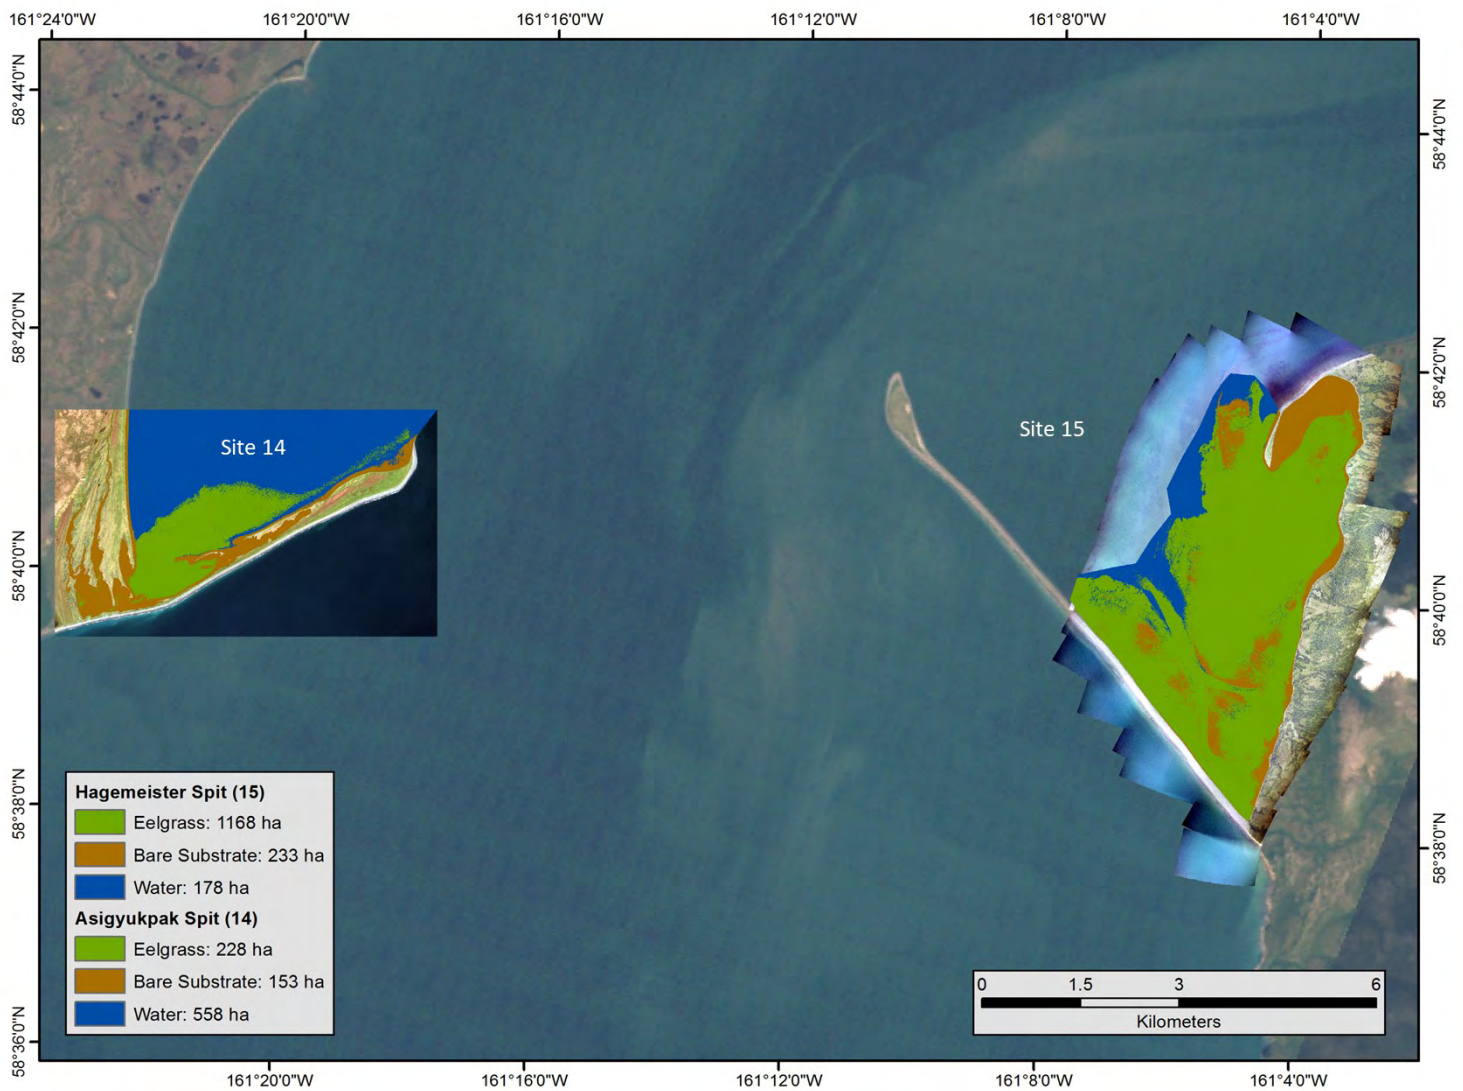 161°24'0"W 161°20'0"W 161°16'0"W 161°12'0"W 161°8'0"W 161°4'0"W
58°44'0"N
58°44'0"N
58°42'0"N
58°42'0"N
Site 15
Site 14
58°40'0"N
58°40'0"N
58°38'0"N
58°38'0"N
Hagemeister Spit (15)
Eelgrass: 1168 ha
Bare Substrate: 233 ha
Water: 178 ha
Asigyukpak Spit (14)
Eelgrass: 228 ha
Bare Substrate: 153 ha
Water: 558 ha
0 1.5 3 6
Kilometers
58°36'0"N
161°20'0"W 161°16'0"W 161°12'0"W 161°8'0"W 161°4'0"W